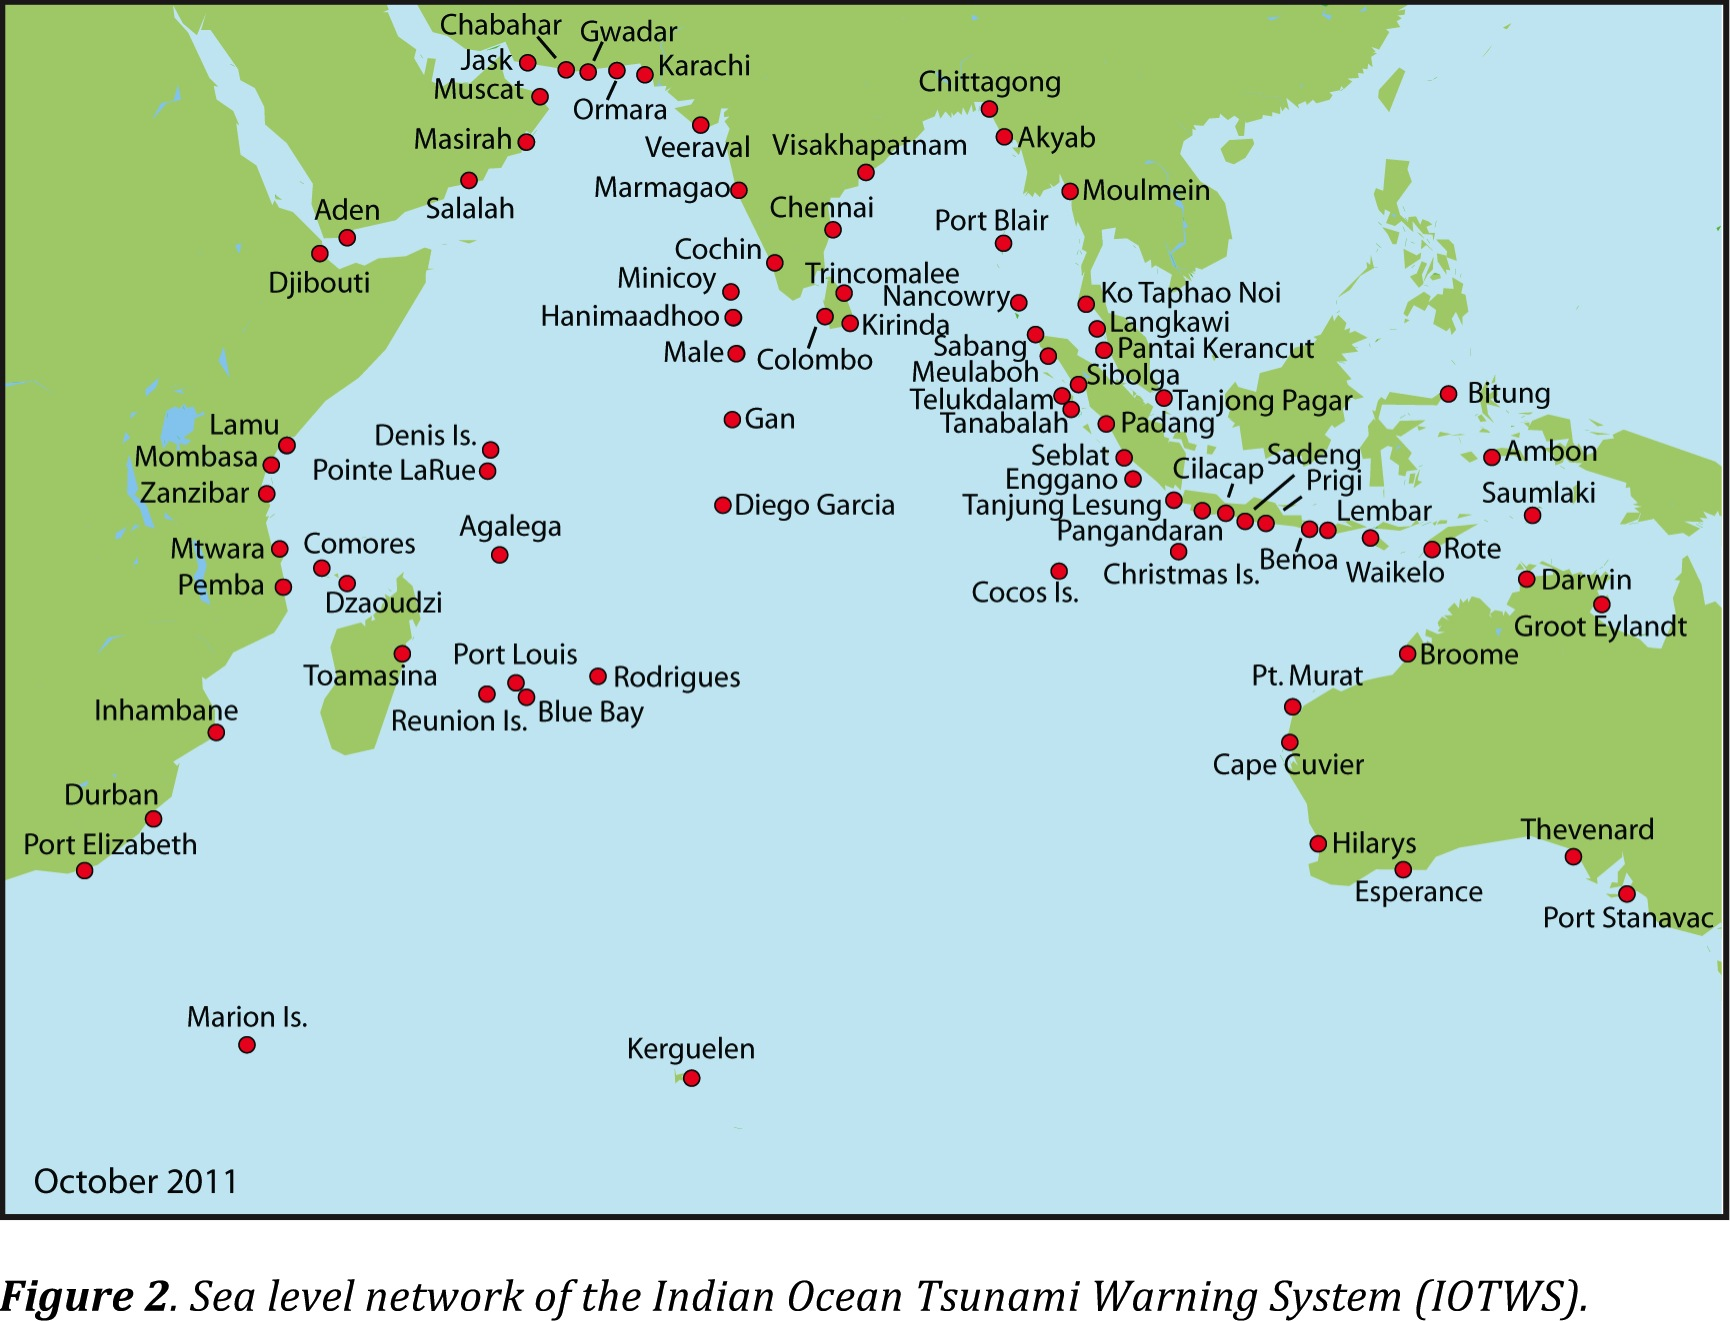 Chabahar
Gwadar
Jask
Karachi
Muscat
Ormara
Chittagong
Masirah
Veeraval
Visakhapatnam
Akyab
Marmagao
Moulmein
Salalah
Aden
Chennai
Port Blair
Cochin
Djibouti
Minicoy
Trincomalee
Nancowry
Ko Taphao Noi
Hanimaadhoo
Kirinda
Langkawi
Male
Colombo
Sabang
Pantai Kerancut
Meulaboh
Sibolga
Telukdalam
Tanjong Pagar
Bitung
Gan
Tanabalah
Padang
Lamu
Denis Is.
Mombasa
Pointe LaRue
Seblat
Sadeng
Ambon
Cilacap
Zanzibar
Enggano
Prigi
Saumlaki
Diego Garcia
Tanjung Lesung
Lembar
Agalega
Pangandaran
Mtwara
Comores
Benoa
Rote
Pemba
Christmas Is.
Waikelo
Darwin
Dzaoudzi
Cocos Is.
Groot Eylandt
Port Louis
Broome
Toamasina
Rodrigues
Pt. Murat
Reunion Is.
Blue Bay
Inhambane
Cape Cuvier
Durban
Thevenard
Port Elizabeth
Hilarys
Esperance
Port Stanavac
Marion Is.
Kerguelen
October 2011
Figure 2. Sea level network of the Indian Ocean Tsunami Warning System (IOTWS).